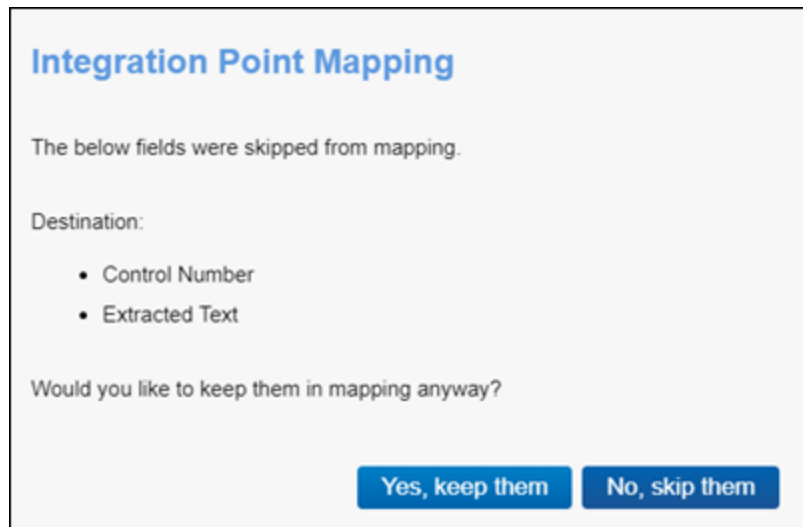 Integration Point Mapping
The below fields were skipped from mapping.
Destination:
• Control Number
• Extracted Text
Would you like to keep them in mapping anyway?
Yes, keep them
No, skip them